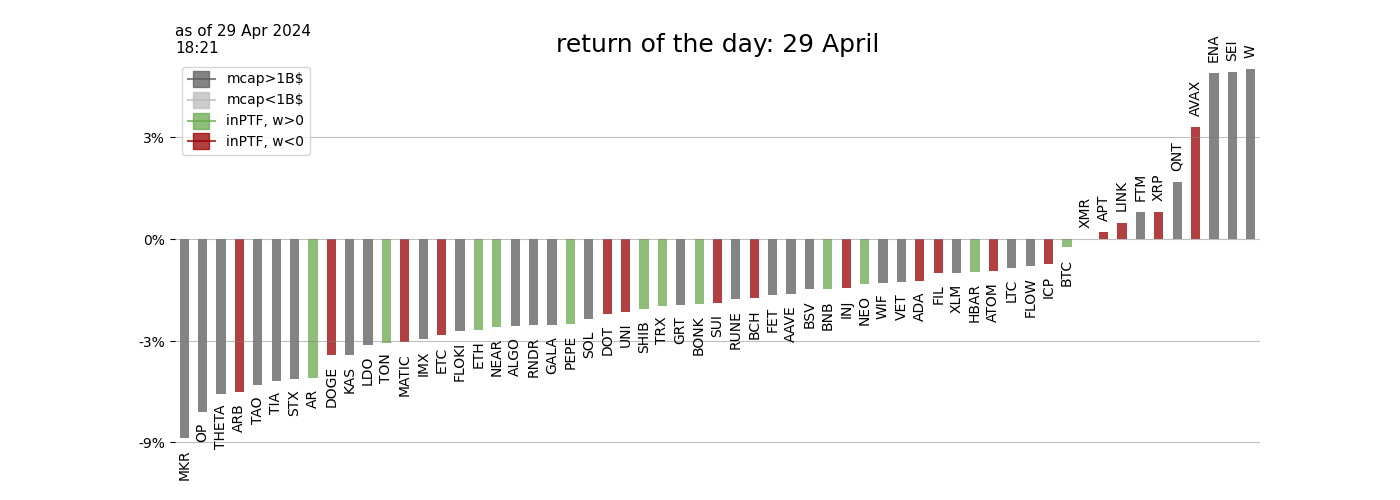 as of 29 Apr 2024
18:21
return of the day: 29 April
mcap>1B$
mcap<1B$
inPTF, w>0
inPTF, w<0
3%
0%
-3%
-9%
MKR
OP
THETA
ARB
TAO
TIA
STX
AR
DOGE
KAS
LDO
TON
MATIC
IMX
ETC
FLOKI
ETH
NEAR
ALGO
RNDR
GALA
PEPE
SOL
DOT
UNI
SHIB
TRX
GRT
BONK
SUI
RUNE
BCH
FET
AAVE
BSV
BNB
INJ
NEO
WIF
VET
ADA
FIL
XLM
HBAR
ATOM
LTC
FLOW
ICP
BTC
XMR
APT
LINK
FTM
XRP
QNT
AVAX
ENA
SEI
W